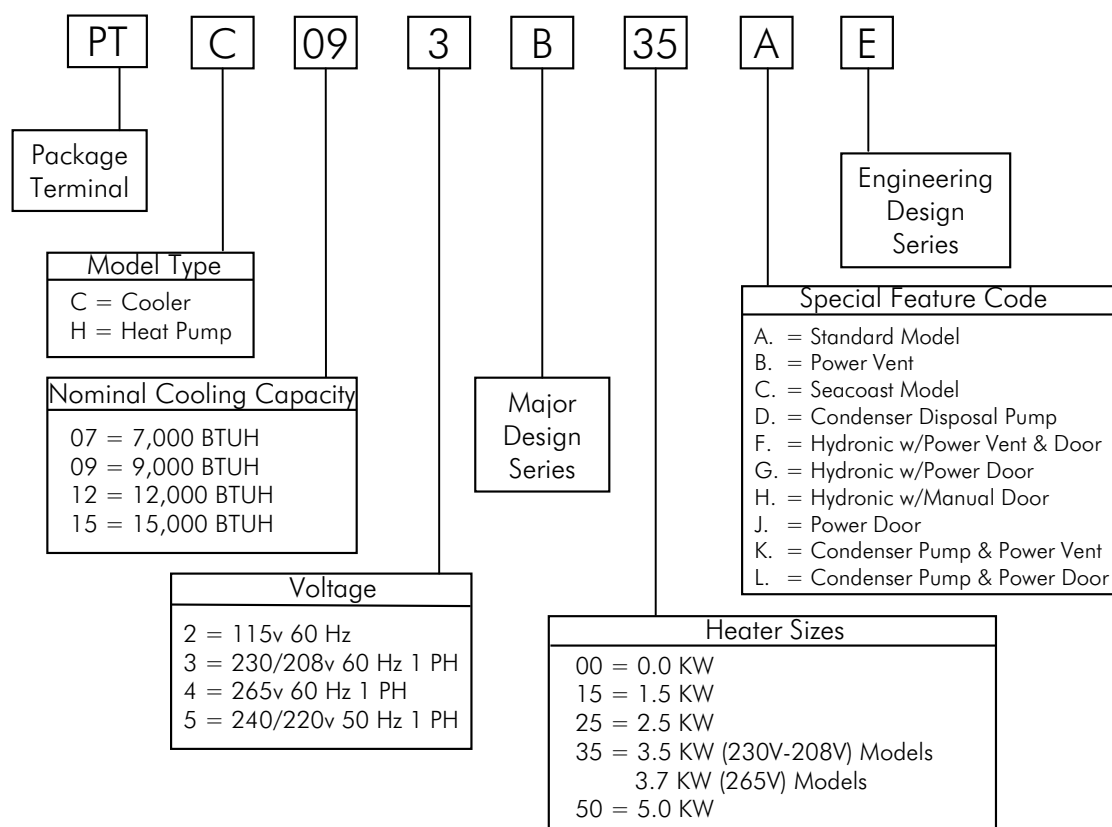 PT C 09 3 B 35 A E
Package
Terminal
Engineering
Design
Series
Model Type
C = Cooler
H = Heat Pump
Special Feature Code
A. = Standard Model
B. = Power Vent
C. = Seacoast Model
D. = Condenser Disposal Pump
F. = Hydronic w/Power Vent & Door
G. = Hydronic w/Power Door
H. = Hydronic w/Manual Door
J. = Power Door
K. = Condenser Pump & Power Vent
L. = Condenser Pump & Power Door
Nominal Cooling Capacity
07 = 7,000 BTUH
09 = 9,000 BTUH
12 = 12,000 BTUH
15 = 15,000 BTUH
Major
Design
Series
Voltage
2 = 115v 60 Hz
3 = 230/208v 60 Hz 1 PH
4 = 265v 60 Hz 1 PH
5 = 240/220v 50 Hz 1 PH
Heater Sizes
00 = 0.0 KW
15 = 1.5 KW
25 = 2.5 KW
35 = 3.5 KW (230V-208V) Models
3.7 KW (265V) Models
50 = 5.0 KW